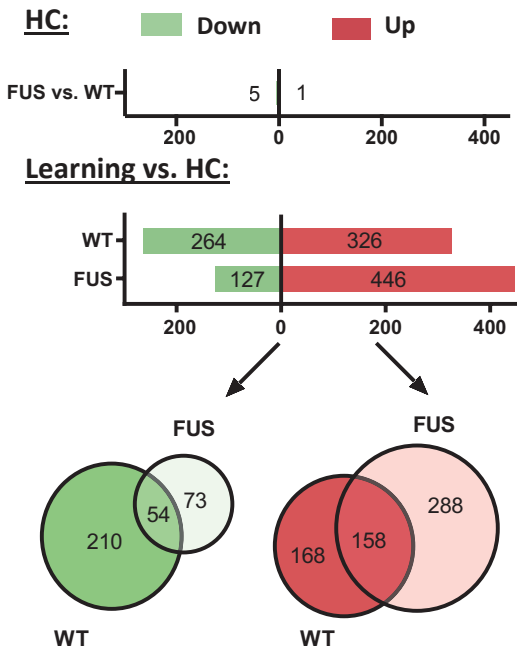 HC:
Down
Up
FUS vs. WT
5
1
200
0
200
400
Learning vs. HC:
WT
264
326
FUS
127
446
200
0
200
400
FUS
FUS
210
54
73
168
158
288
WT
WT